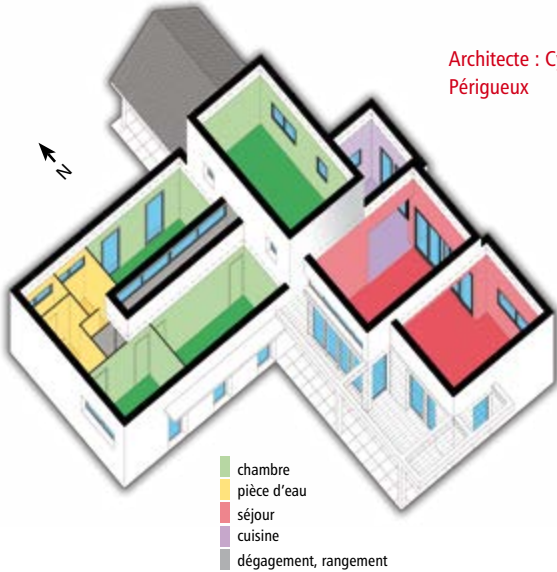 Architecte :
Périgueux
N
chambre
pièce d'eau
séjour
cuisine
dégagement, rangement